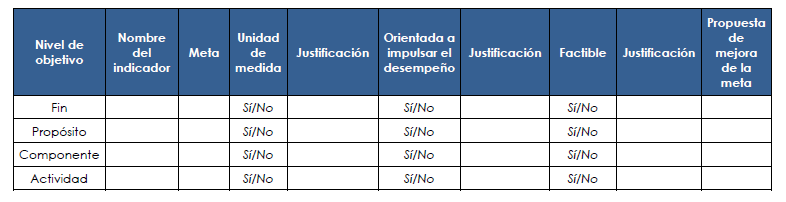 Nivel de objetivo | Nombre del indicador | Meta | Unidad de medida | Justificación | Orientada a impulsar el desempeño | Justificación | Factible | Justificación | Propuesta de mejora de la meta
Fin | | | Sí/No | | Sí/No | | Sí/No | |
Propósito | | | Sí/No | | Sí/No | | Sí/No | |
Componente | | | Sí/No | | Sí/No | | Sí/No | |
Actividad | | | Sí/No | | Sí/No | | Sí/No | |